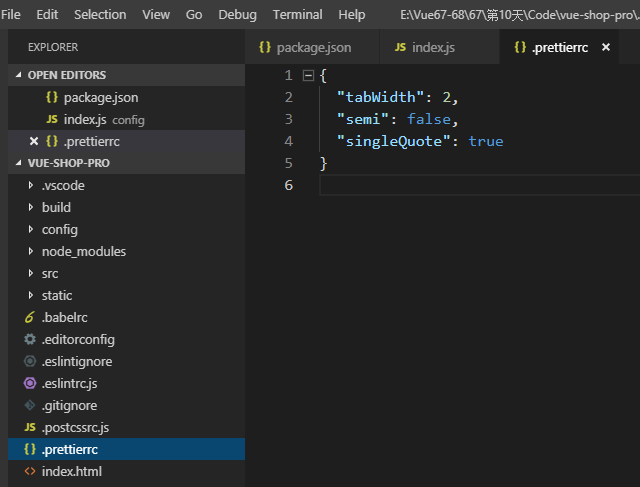 File Edit Selection View Go Debug Terminal Help E:\Vue67-68\67\第10天\Code\vue-shop-pro\.
EXPLORER
OPEN EDITORS
{} package.json
JS index.js config
× {} .prettierrc
VUE-SHOP-PRO
.vscode
build
config
node_modules
src
static
.babelrc
.editorconfig
.eslintignore
.eslintrc.js
.gitignore
JS .postcssrc.js
{} .prettierrc
<> index.html
{} package.json JS index.js {} .prettierrc ×
1 {
2 "tabWidth": 2,
3 "semi": false,
4 "singleQuote": true
5 }
6